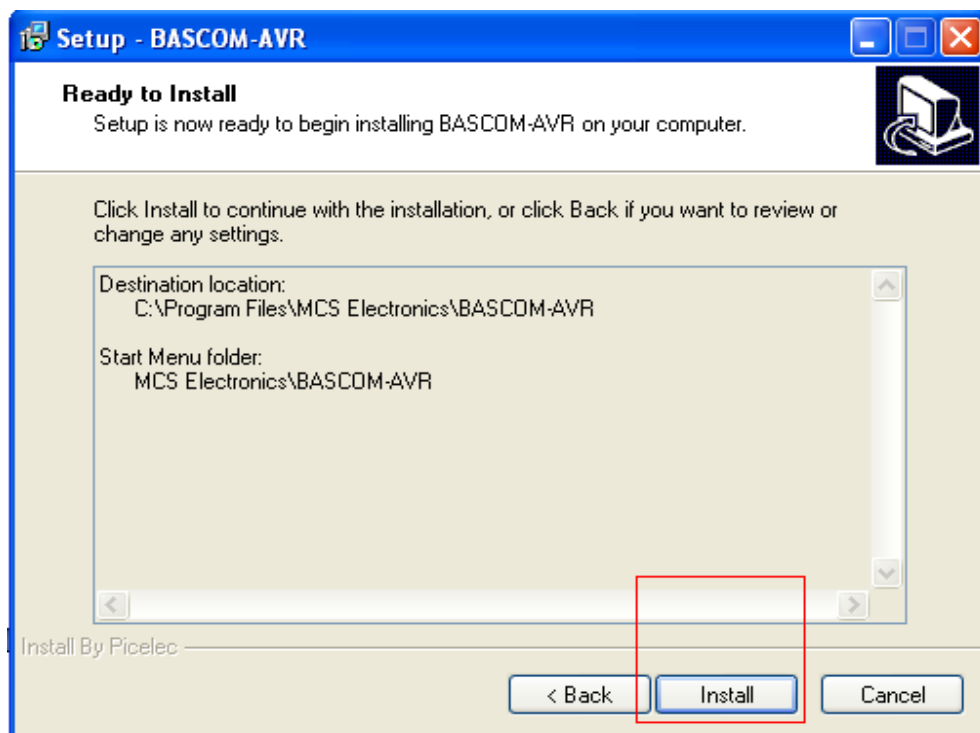 Setup - BASCOM-AVR
Ready to Install
Setup is now ready to begin installing BASCOM-AVR on your computer.
Click Install to continue with the installation, or click Back if you want to review or
change any settings.
Destination location:
C:\Program Files\MCS Electronics\BASCOM-AVR
Start Menu folder:
MCS Electronics\BASCOM-AVR
Install By Picelec
< Back
Install
Cancel